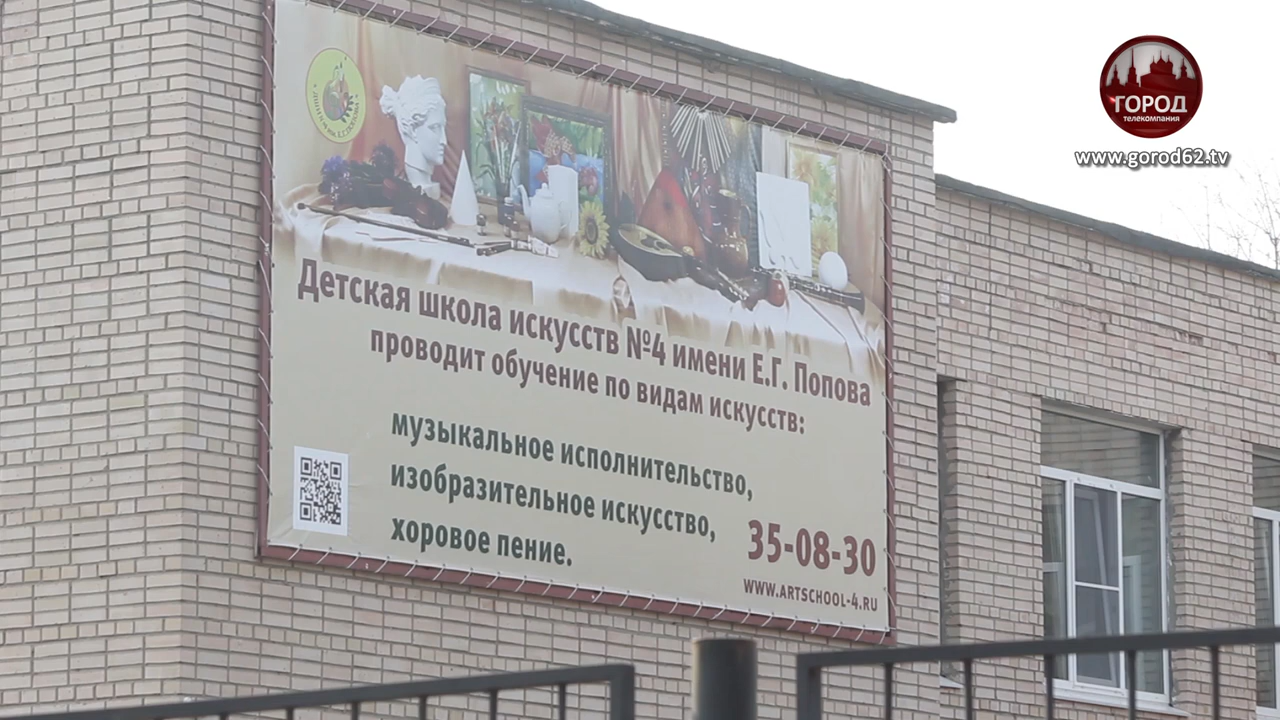 ГОРОД
телекомпания
www.gorod62.tv
Детская школа искусств №4 имени Е.Г. Попова
проводит обучение по видам искусств:
музыкальное исполнительство,
изобразительное искусство,
хоровое пение.
35-08-30
WWW.ARTSCHOOL-4.RU